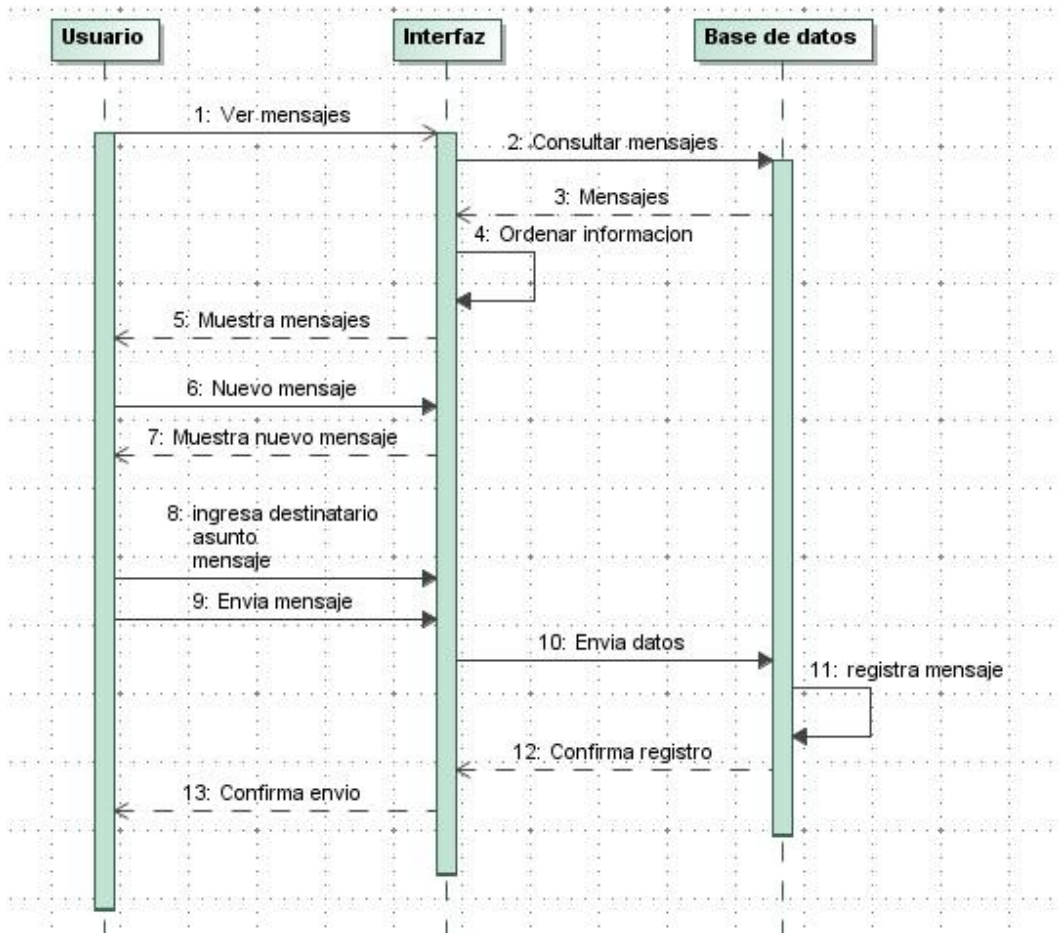 Usuario
Interfaz
Base de datos
1: Ver mensajes
2: Consultar mensajes
3: Mensajes
4: Ordenar informacion
5: Muestra mensajes
6: Nuevo mensaje
7: Muestra nuevo mensaje
8: ingresa destinatario
asunto
mensaje
9: Envia mensaje
10: Envia datos
11: registra mensaje
12: Confirma registro
13: Confirma envio